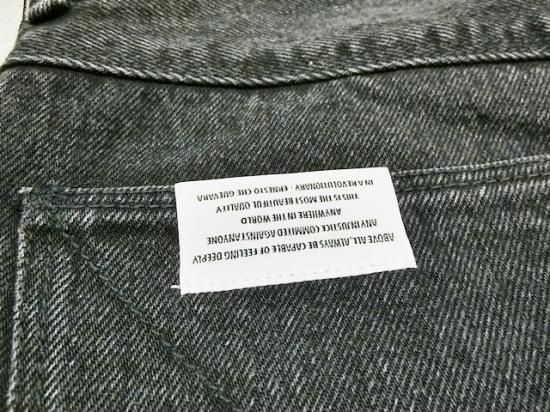 ABOVE ALL, ALWAYS BE CAPABLE OF FEELING DEEPLY
ANY INJUSTICE COMMITED AGAINST ANYONE
ANYWHERE IN THE WORLD
THIS IS THE MOST BEAUTIFUL QUALITY
IN A REVOLUTIONARY - ERNESTO CHE GUEVARA